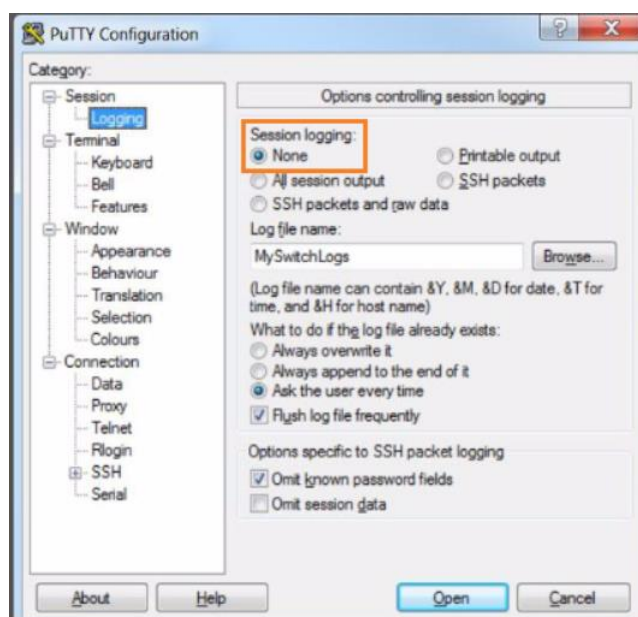 PuTTY Configuration
Category:
Session
Logging
Terminal
Keyboard
Bell
Features
Window
Appearance
Behaviour
Translation
Selection
Colours
Connection
Data
Proxy
Telnet
Rlogin
SSH
Serial
Options controlling session logging
Session logging:
None
Printable output
All session output
SSH packets
SSH packets and raw data
Log file name:
MySwitchLogs
Browse...
(Log file name can contain &Y, &M, &D for date, &T for
time, and &H for host name)
What to do if the log file already exists:
Always overwrite it
Always append to the end of it
Ask the user every time
Flush log file frequently
Options specific to SSH packet logging
Omit known password fields
Omit session data
About
Help
Open
Cancel